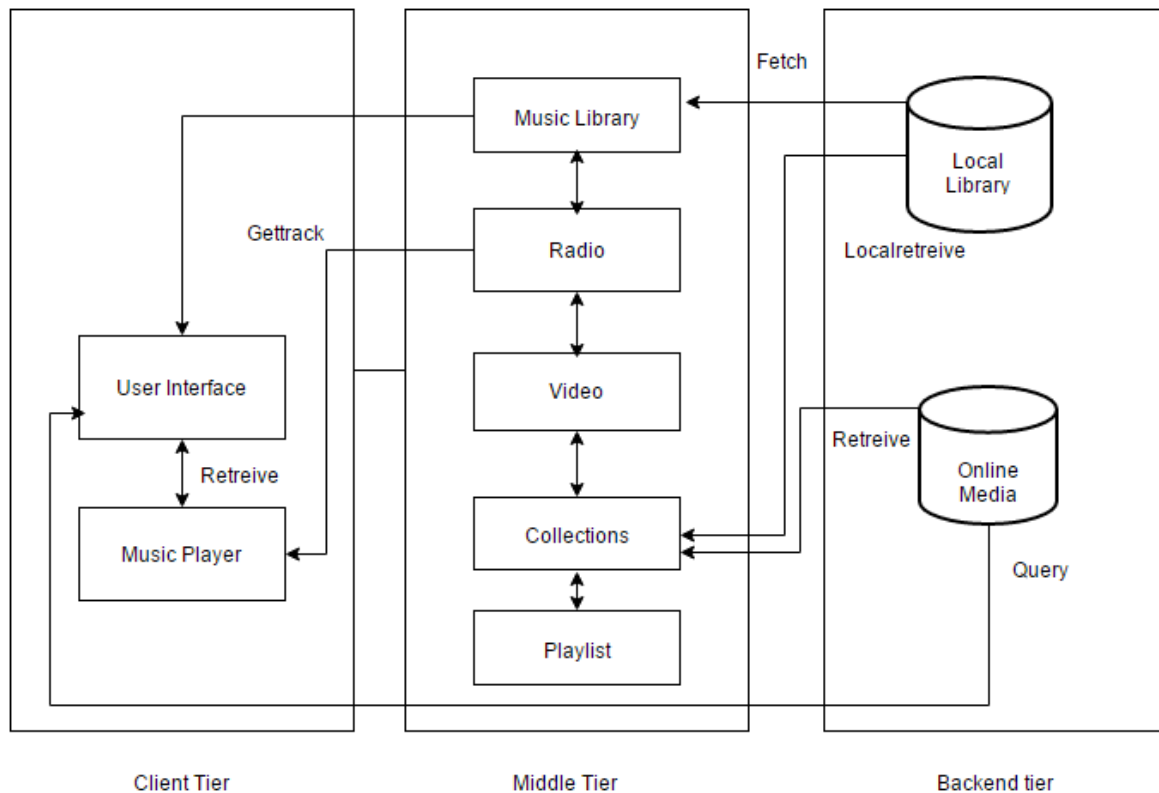 Fetch
Music Library
Local
Library
Gettrack
Radio
Localretreive
User Interface
Video
Retreive
Retreive
Online
Media
Collections
Music Player
Query
Playlist
Client Tier
Middle Tier
Backend tier